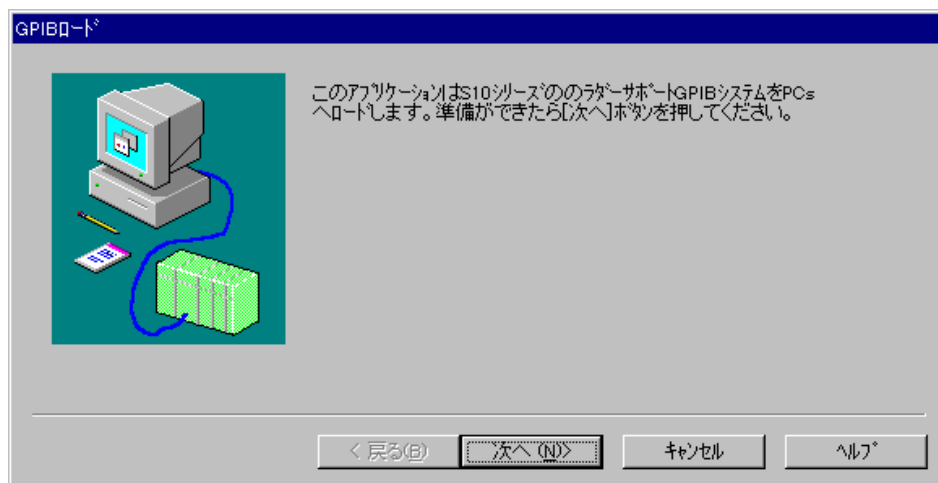 GPIBﾛｰﾄﾞ
このｱﾌﾟﾘｹｰｼｮﾝはS10ｼﾘｰｽﾞののﾗﾀﾞｰｻﾎﾟｰﾄGPIBｼｽﾃﾑをPCs
へﾛｰﾄﾞします。準備ができたら[次へ]ﾎﾞﾀﾝを押してください。
< 戻る(B)
次へ (N)>
ｷｬﾝｾﾙ
ﾍﾙﾌﾟ